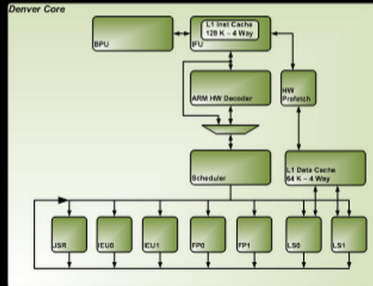 Denver Core
L1 Inst Cache
128 K – 4 Way
BPU
IFU
ARM HW Decoder
HW
Prefetch
Scheduler
L1 Data Cache
64 K – 4 Way
JSR
IEU0
IEU1
FP0
FP1
LS0
LS1